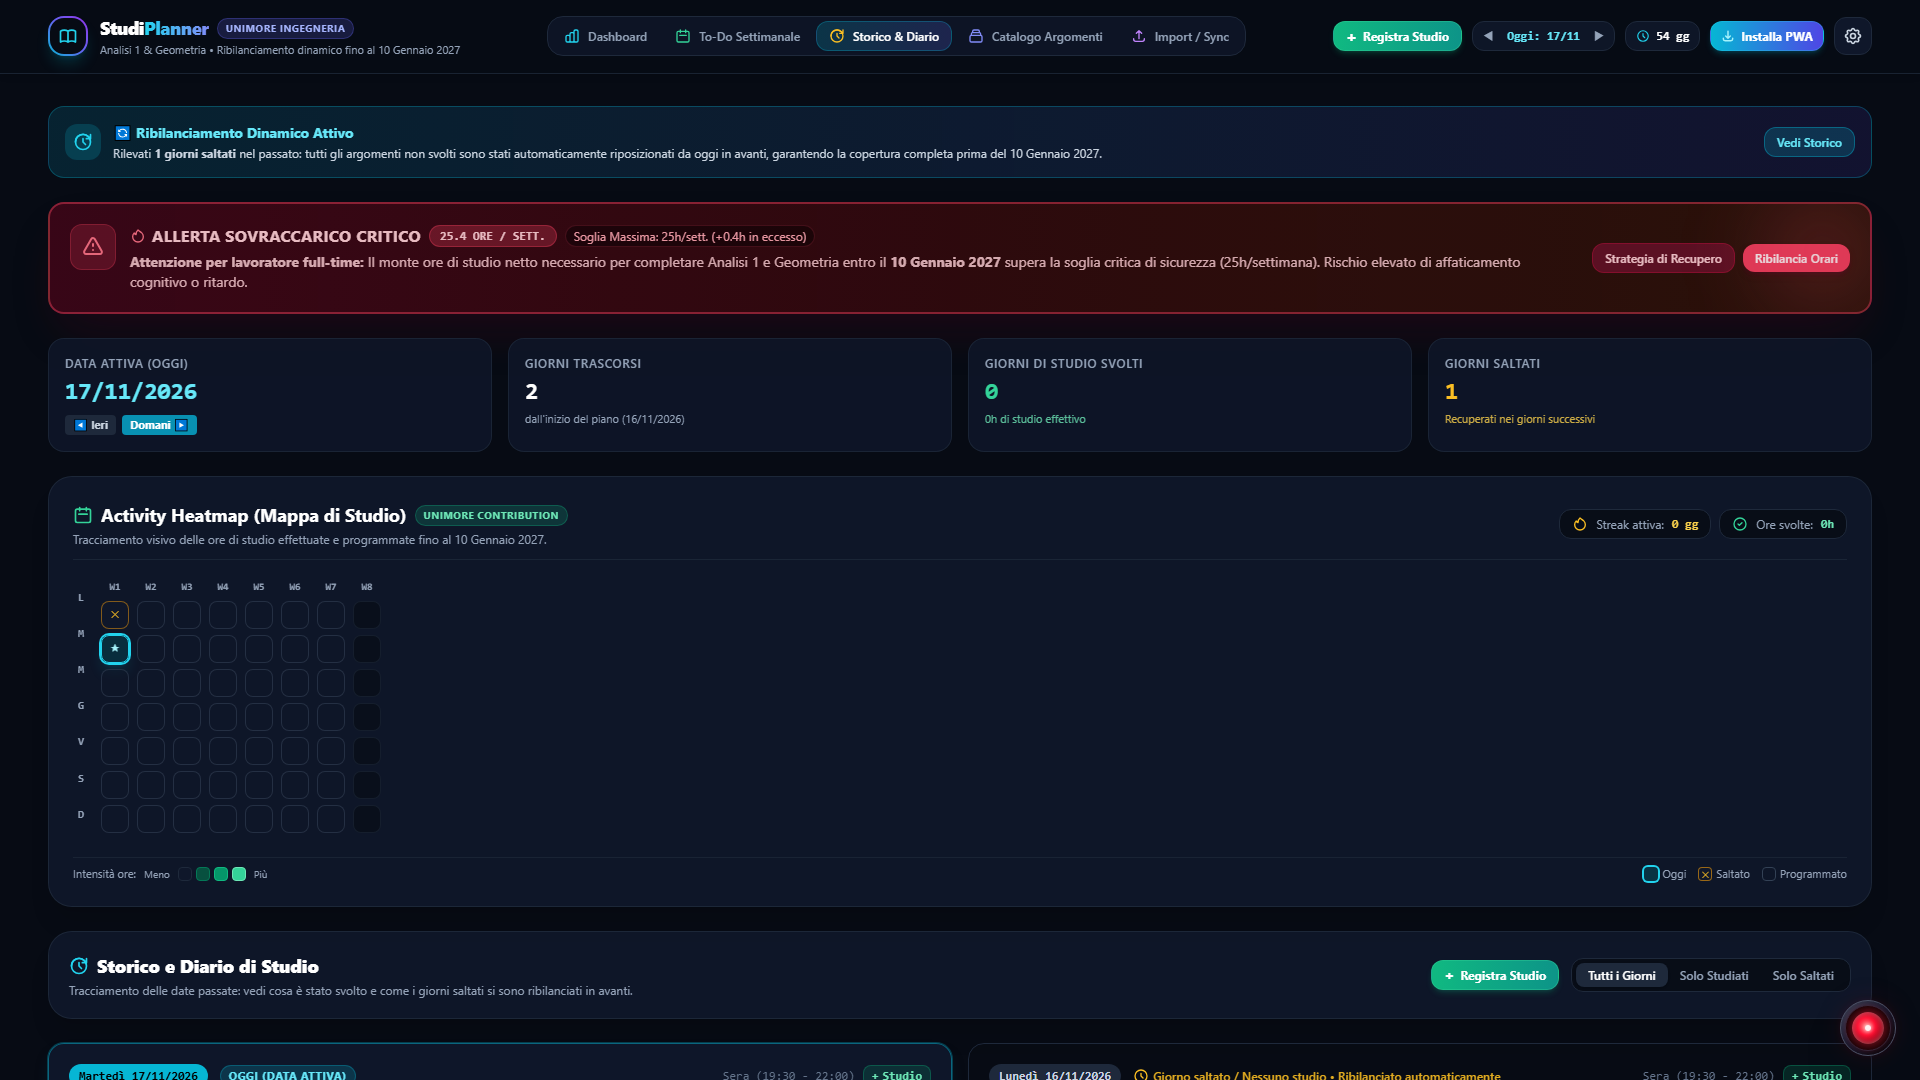 StudiPlanner
UNIMORE INGEGNERIA
Analisi 1 & Geometria • Ribilanciamento dinamico fino al 10 Gennaio 2027
Dashboard
To-Do Settimanale
Storico & Diario
Catalogo Argomenti
Import / Sync
+ Registra Studio
◀ Oggi: 17/11 ▶
54 gg
Installa PWA
Ribilanciamento Dinamico Attivo
Rilevati 1 giorni saltati nel passato: tutti gli argomenti non svolti sono stati automaticamente riposizionati da oggi in avanti, garantendo la copertura completa prima del 10 Gennaio 2027.
Vedi Storico
ALLERTA SOVRACCARICO CRITICO
25.4 ORE / SETT.
Soglia Massima: 25h/sett. (+0.4h in eccesso)
Attenzione per lavoratore full-time: Il monte ore di studio netto necessario per completare Analisi 1 e Geometria entro il 10 Gennaio 2027 supera la soglia critica di sicurezza (25h/settimana). Rischio elevato di affaticamento
cognitivo o ritardo.
Strategia di Recupero
Ribilancia Orari
DATA ATTIVA (OGGI)
17/11/2026
◀ Ieri
Domani ▶
GIORNI TRASCORSI
2
dall'inizio del piano (16/11/2026)
GIORNI DI STUDIO SVOLTI
0
0h di studio effettivo
GIORNI SALTATI
1
Recuperati nei giorni successivi
Activity Heatmap (Mappa di Studio)
UNIMORE CONTRIBUTION
Tracciamento visivo delle ore di studio effettuate e programmate fino al 10 Gennaio 2027.
Streak attiva: 0 gg
Ore svolte: 0h
W1 W2 W3 W4 W5 W6 W7 W8
L
M
M
G
V
S
D
Intensità ore: Meno
Più
Oggi
Saltato
Programmato
Storico e Diario di Studio
Tracciamento delle date passate: vedi cosa è stato svolto e come i giorni saltati si sono ribilanciati in avanti.
+ Registra Studio
Tutti i Giorni
Solo Studiati
Solo Saltati
Martedì 17/11/2026
OGGI (DATA ATTIVA)
Sera (19:30 - 22:00)
+ Studio
Lunedì 16/11/2026
Giorno saltato / Nessuno studio • Ribilanciato automaticamente
Sera (19:30 - 22:00)
+ Studio